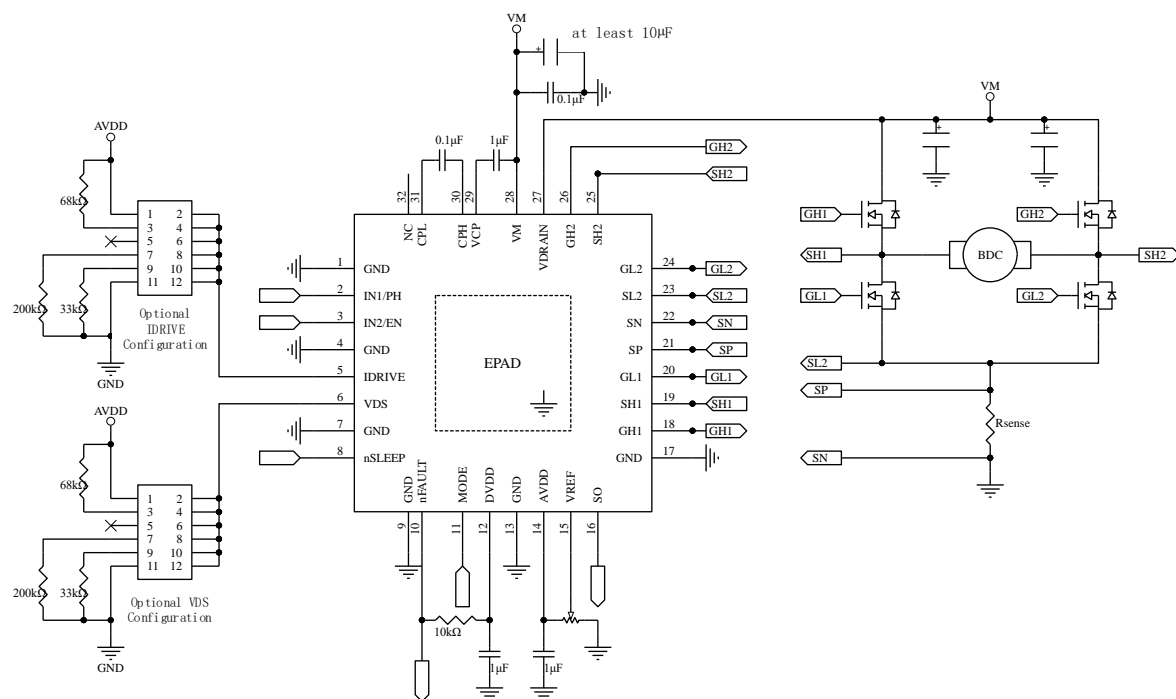 VM
at least 10μF
0.1μF
VM
AVDD
0.1μF
1μF
GH2
SH2
68kΩ
32 31 30 29 28 27 26 25
1 2
3 4
5 6
7 8
9 10
11 12
NC CPL CPH VCP VM VDRAIN GH2 SH2
GH1
GH2
200kΩ
33kΩ
Optional
IDRIVE
Configuration
GND
1 GND
2 IN1/PH
3 IN2/EN
4 GND
5 IDRIVE
6 VDS
7 GND
8 nSLEEP
EPAD
GL2 24 GL2
SL2 23 SL2
SN 22 SN
SP 21 SP
GL1 20 GL1
SH1 19 SH1
GH1 18 GH1
GND 17
SH1
BDC
SH2
GL1
GL2
SL2
SP
Rsense
SN
AVDD
68kΩ
1 2
3 4
5 6
7 8
9 10
11 12
200kΩ
33kΩ
Optional VDS
Configuration
GND
GND nFAULT MODE DVDD GND AVDD VREF SO
9 10 11 12 13 14 15 16
10kΩ
1μF
1μF